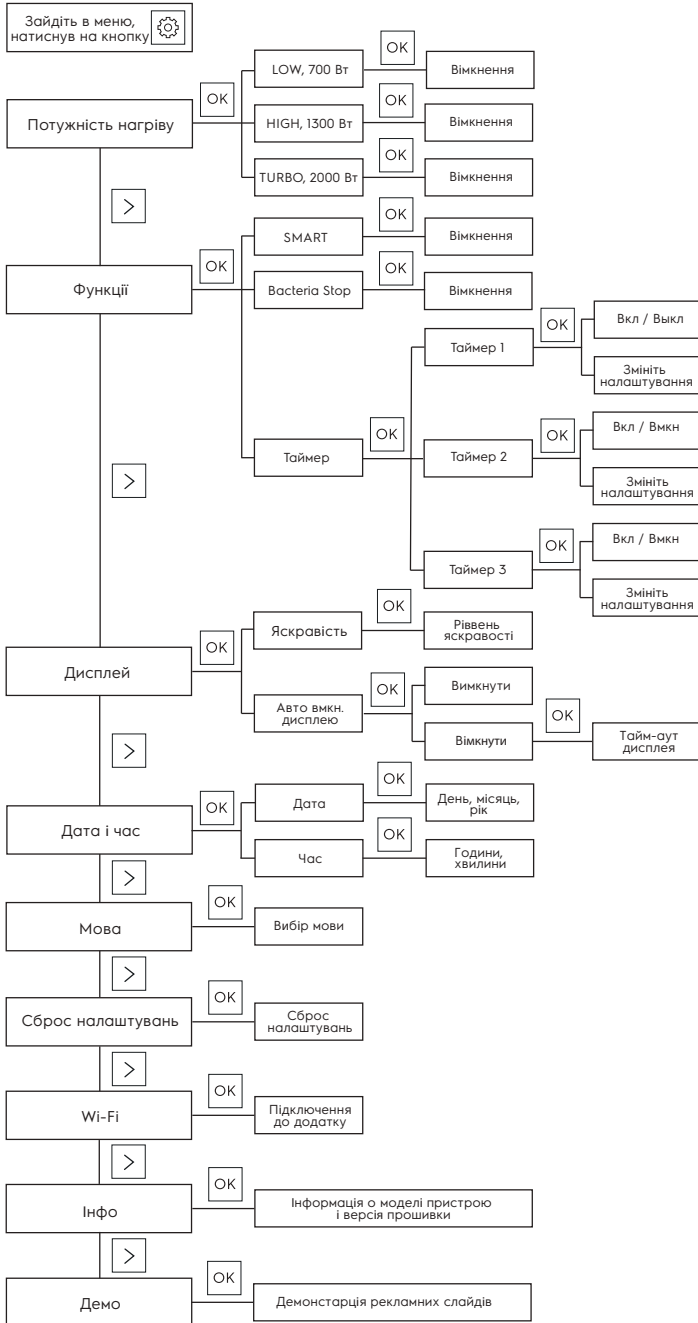 Зайдіть в меню,
натиснув на кнопку
Потужність нагріву
OK
LOW, 700 Вт
OK
Вімкнення
HIGH, 1300 Вт
OK
Вімкнення
TURBO, 2000 Вт
OK
Вімкнення
>
Функції
OK
SMART
OK
Вімкнення
Bacteria Stop
OK
Вімкнення
Таймер
OK
Таймер 1
OK
Вкл / Выкл
Змініть
налаштування
Таймер 2
OK
Вкл / Вмкн
Змініть
налаштування
Таймер 3
OK
Вкл / Вмкн
Змініть
налаштування
>
Дисплей
OK
Яскравість
OK
Ріввень
яскравості
Авто вмкн.
дисплею
OK
Вимкнути
Вімкнути
OK
Тайм-аут
дисплея
>
Дата і час
OK
Дата
OK
День, місяць,
рік
Час
OK
Години,
хвилини
>
Мова
OK
Вибір мови
>
Сброс налаштувань
OK
Сброс
налаштувань
>
Wi-Fi
OK
Підключення
до додатку
>
Інфо
OK
Інформація о моделі пристрою
і версія прошивки
>
Демо
OK
Демонстарція рекламних слайдів